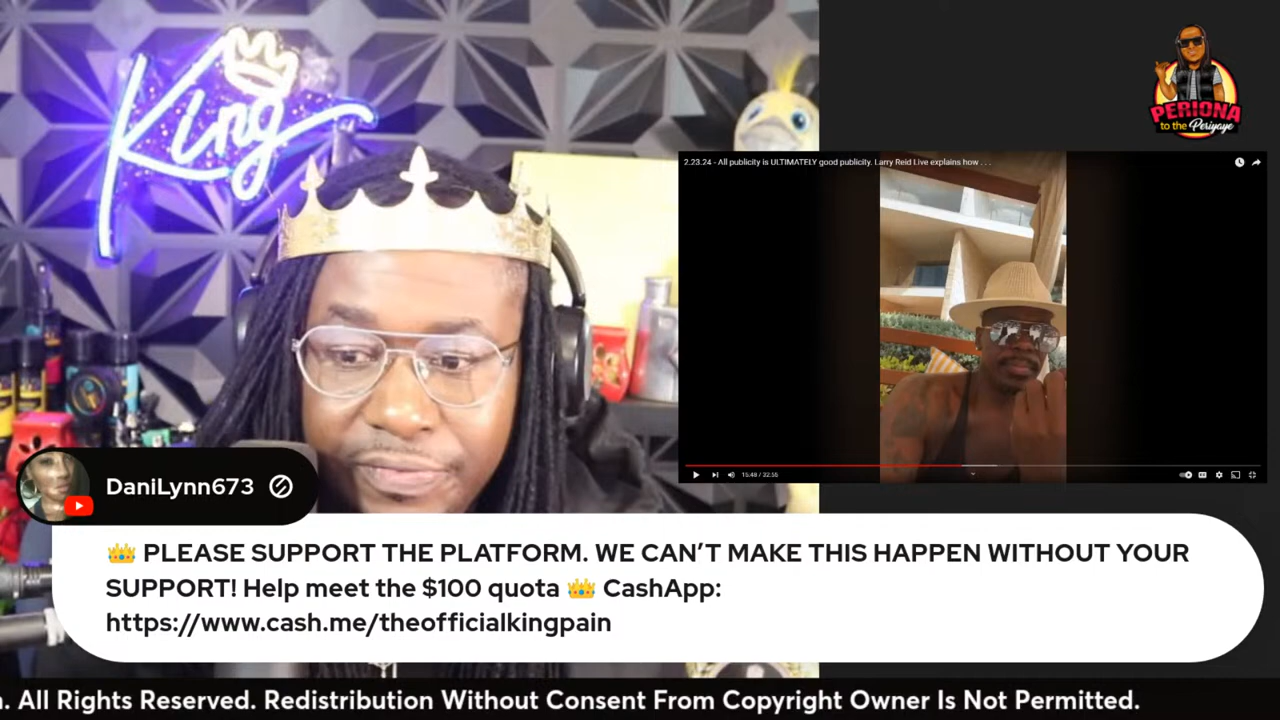 King
PERIONA
to the Periyaye
2.23.24 - All publicity is ULTIMATELY good publicity. Larry Reid Live explains how . . .
15:48 / 22:55
DaniLynn673
👑 PLEASE SUPPORT THE PLATFORM. WE CAN’T MAKE THIS HAPPEN WITHOUT YOUR
SUPPORT! Help meet the $100 quota 👑 CashApp:
https://www.cash.me/theofficialkingpain
. All Rights Reserved. Redistribution Without Consent From Copyright Owner Is Not Permitted.